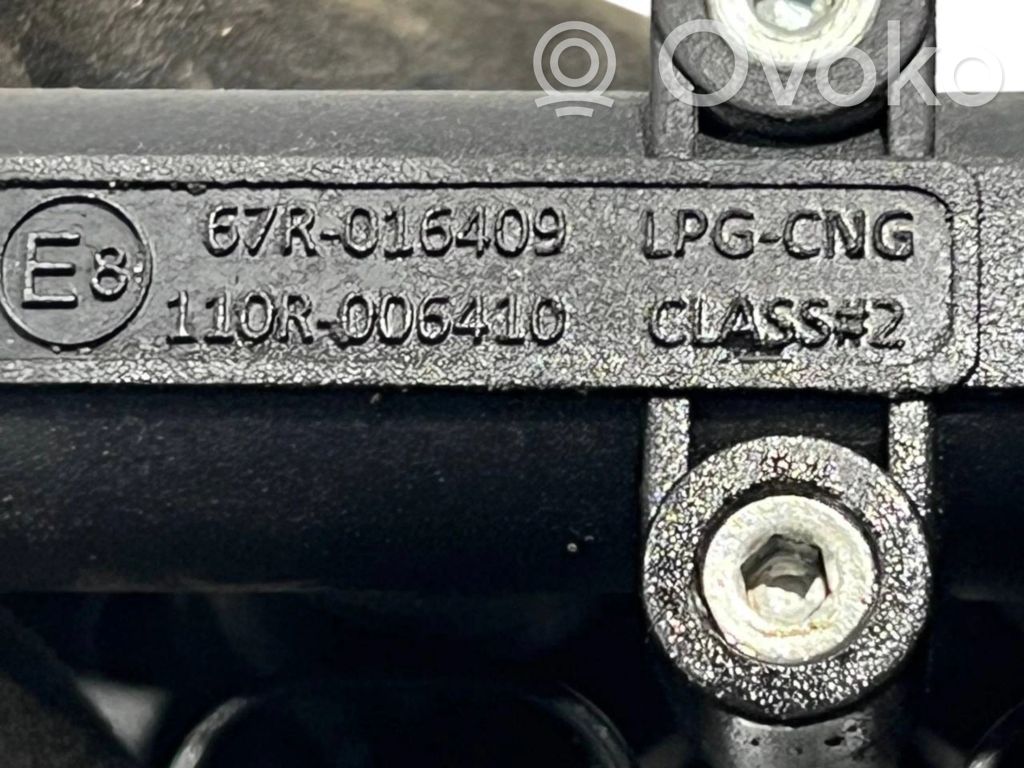 Ovoko
E8
67R-016409 LPG-CNG
110R-006410 CLASS#2